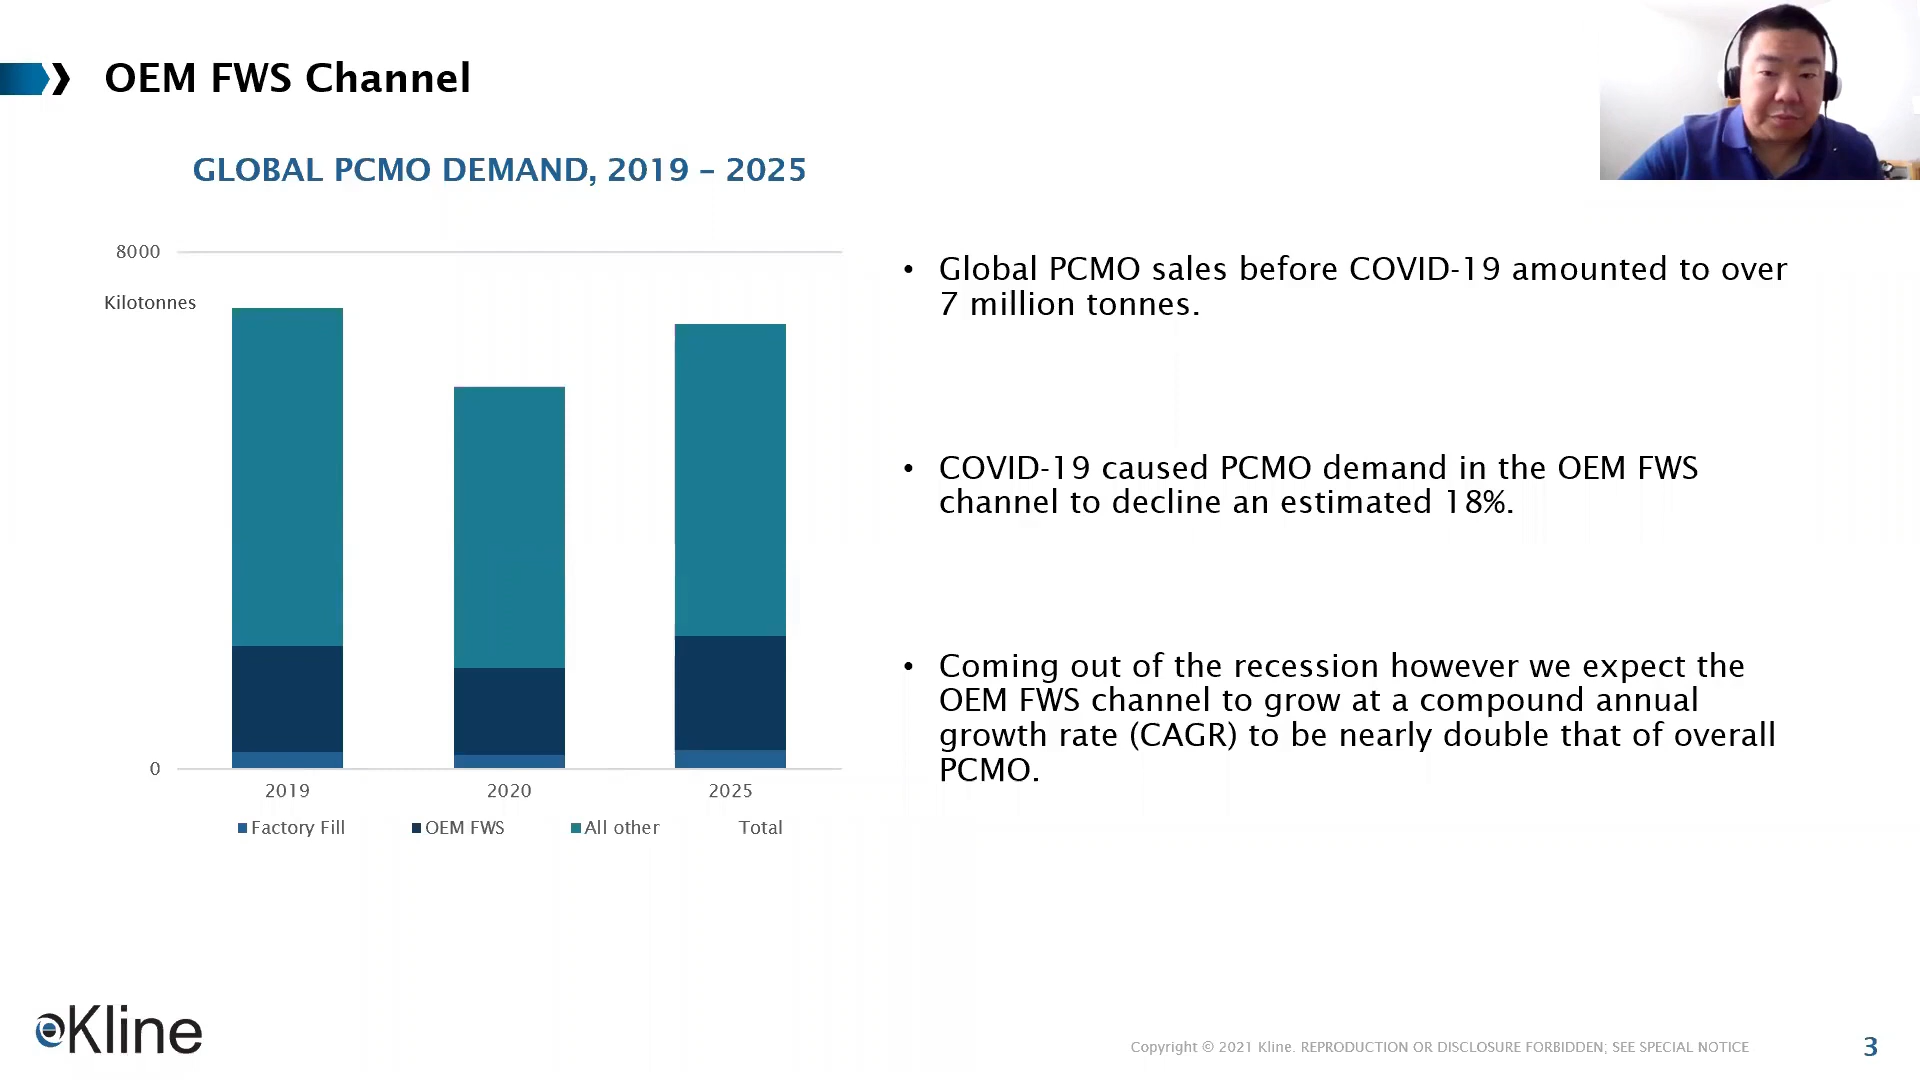 OEM FWS Channel
GLOBAL PCMO DEMAND, 2019 – 2025
8000
Kilotonnes
0
2019 2020 2025
Factory Fill OEM FWS All other Total
• Global PCMO sales before COVID-19 amounted to over
7 million tonnes.
• COVID-19 caused PCMO demand in the OEM FWS
channel to decline an estimated 18%.
• Coming out of the recession however we expect the
OEM FWS channel to grow at a compound annual
growth rate (CAGR) to be nearly double that of overall
PCMO.
Kline
Copyright © 2021 Kline. REPRODUCTION OR DISCLOSURE FORBIDDEN; SEE SPECIAL NOTICE
3